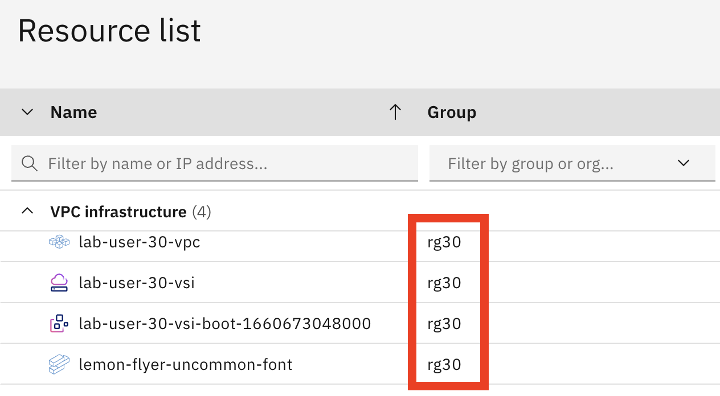 Resource list
Name Group
Filter by name or IP address... Filter by group or org...
VPC infrastructure (4)
lab-user-30-vpc rg30
lab-user-30-vsi rg30
lab-user-30-vsi-boot-1660673048000 rg30
lemon-flyer-uncommon-font rg30